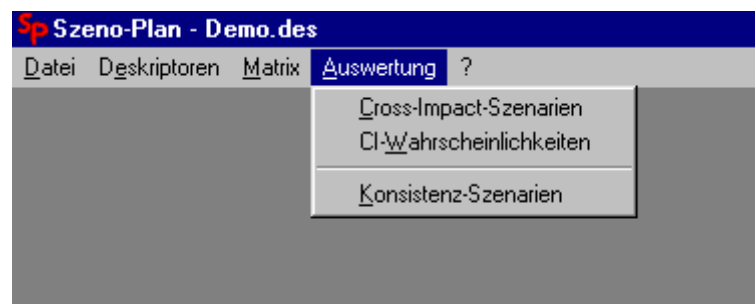 Sp Szeno-Plan - Demo.des
Datei Deskriptoren Matrix Auswertung ?
Cross-Impact-Szenarien
CI-Wahrscheinlichkeiten
Konsistenz-Szenarien